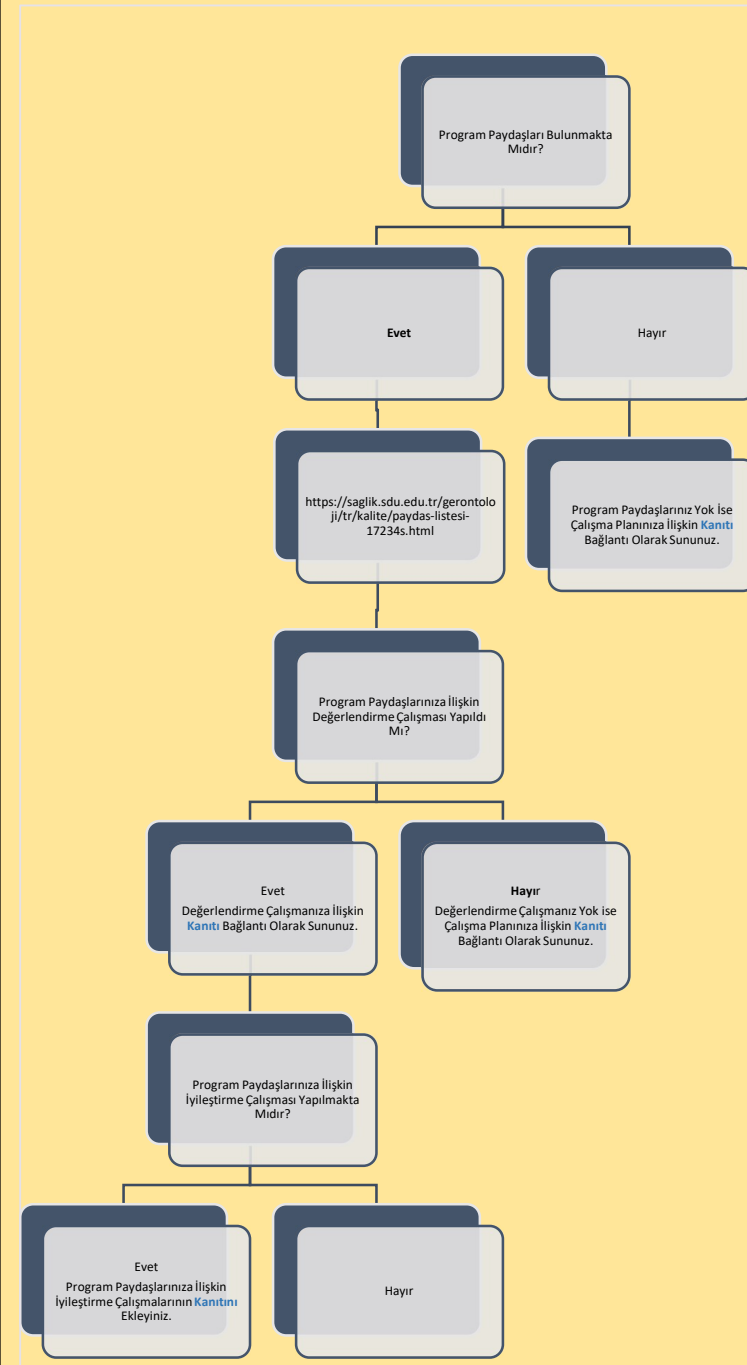 Program Paydaşları Bulunmakta
Mıdır?
Evet
Hayır
https://saglik.sdu.edu.tr/gerontolo
ji/tr/kalite/paydas-listesi-
17234s.html
Program Paydaşlarınız Yok İse
Çalışma Planınıza İlişkin Kanıtı
Bağlantı Olarak Sununuz.
Program Paydaşlarınıza İlişkin
Değerlendirme Çalışması Yapıldı
Mı?
Evet
Değerlendirme Çalışmanıza İlişkin
Kanıtı Bağlantı Olarak Sununuz.
Hayır
Değerlendirme Çalışmanız Yok ise
Çalışma Planınıza İlişkin Kanıtı
Bağlantı Olarak Sununuz.
Program Paydaşlarınıza İlişkin
İyileştirme Çalışması Yapılmakta
Mıdır?
Evet
Program Paydaşlarınıza İlişkin
İyileştirme Çalışmalarının Kanıtını
Ekleyiniz.
Hayır